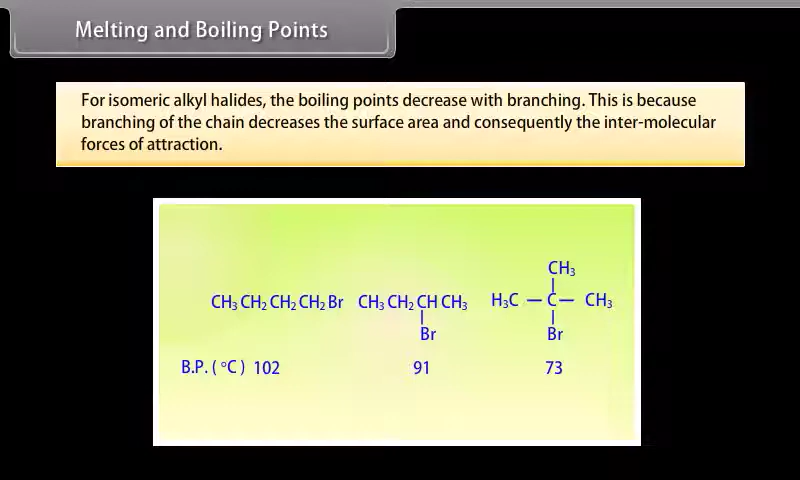 Melting and Boiling Points
For isomeric alkyl halides, the boiling points decrease with branching. This is because
branching of the chain decreases the surface area and consequently the inter-molecular
forces of attraction.
CH₃
CH₃ CH₂ CH₂ CH₂ Br CH₃ CH₂ CH CH₃ H₃C — C — CH₃
Br Br
B.P. ( °C ) 102 91 73